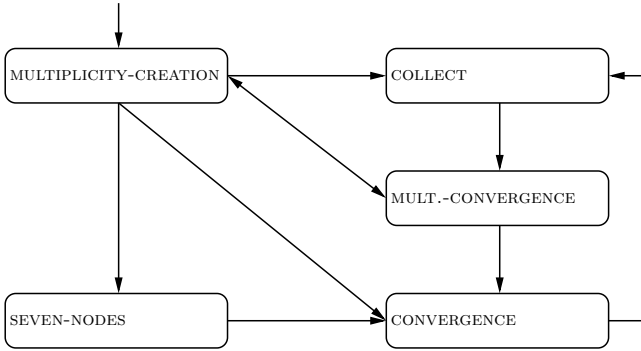 MULTIPLICITY-CREATION
COLLECT
MULT.-CONVERGENCE
SEVEN-NODES
CONVERGENCE